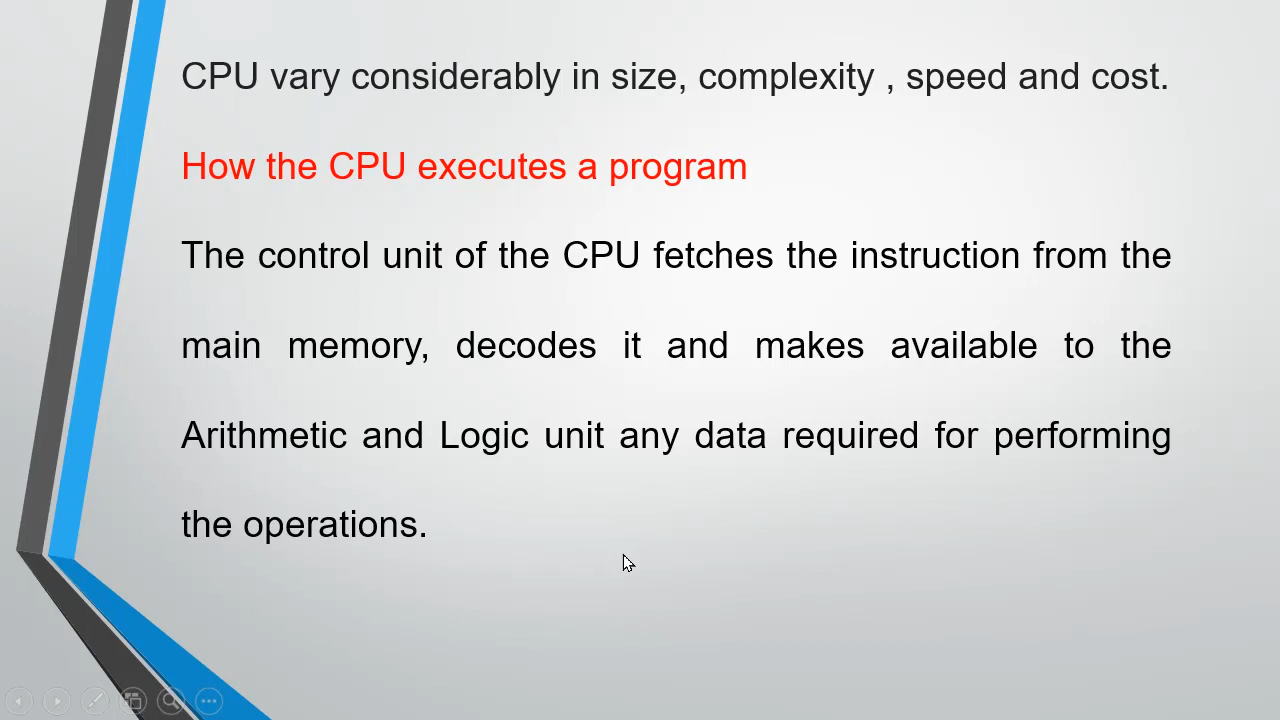 CPU vary considerably in size, complexity , speed and cost.
How the CPU executes a program
The control unit of the CPU fetches the instruction from the
main memory, decodes it and makes available to the
Arithmetic and Logic unit any data required for performing
the operations.